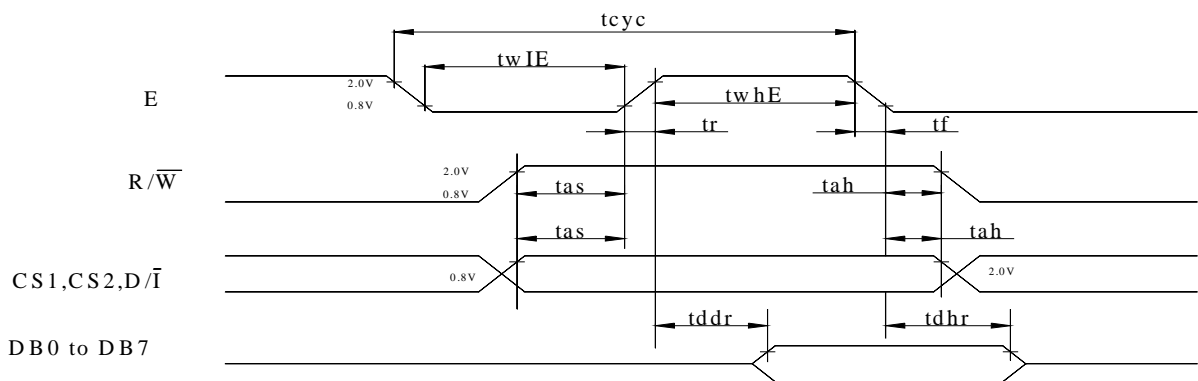 tcyc
twIE
2.0V
E
0.8V
twhE
tr
tf
R/W̅
2.0V
0.8V
tas
tah
tas
tah
CS1,CS2,D/I̅
0.8V
2.0V
tddr
tdhr
DB0 to DB7